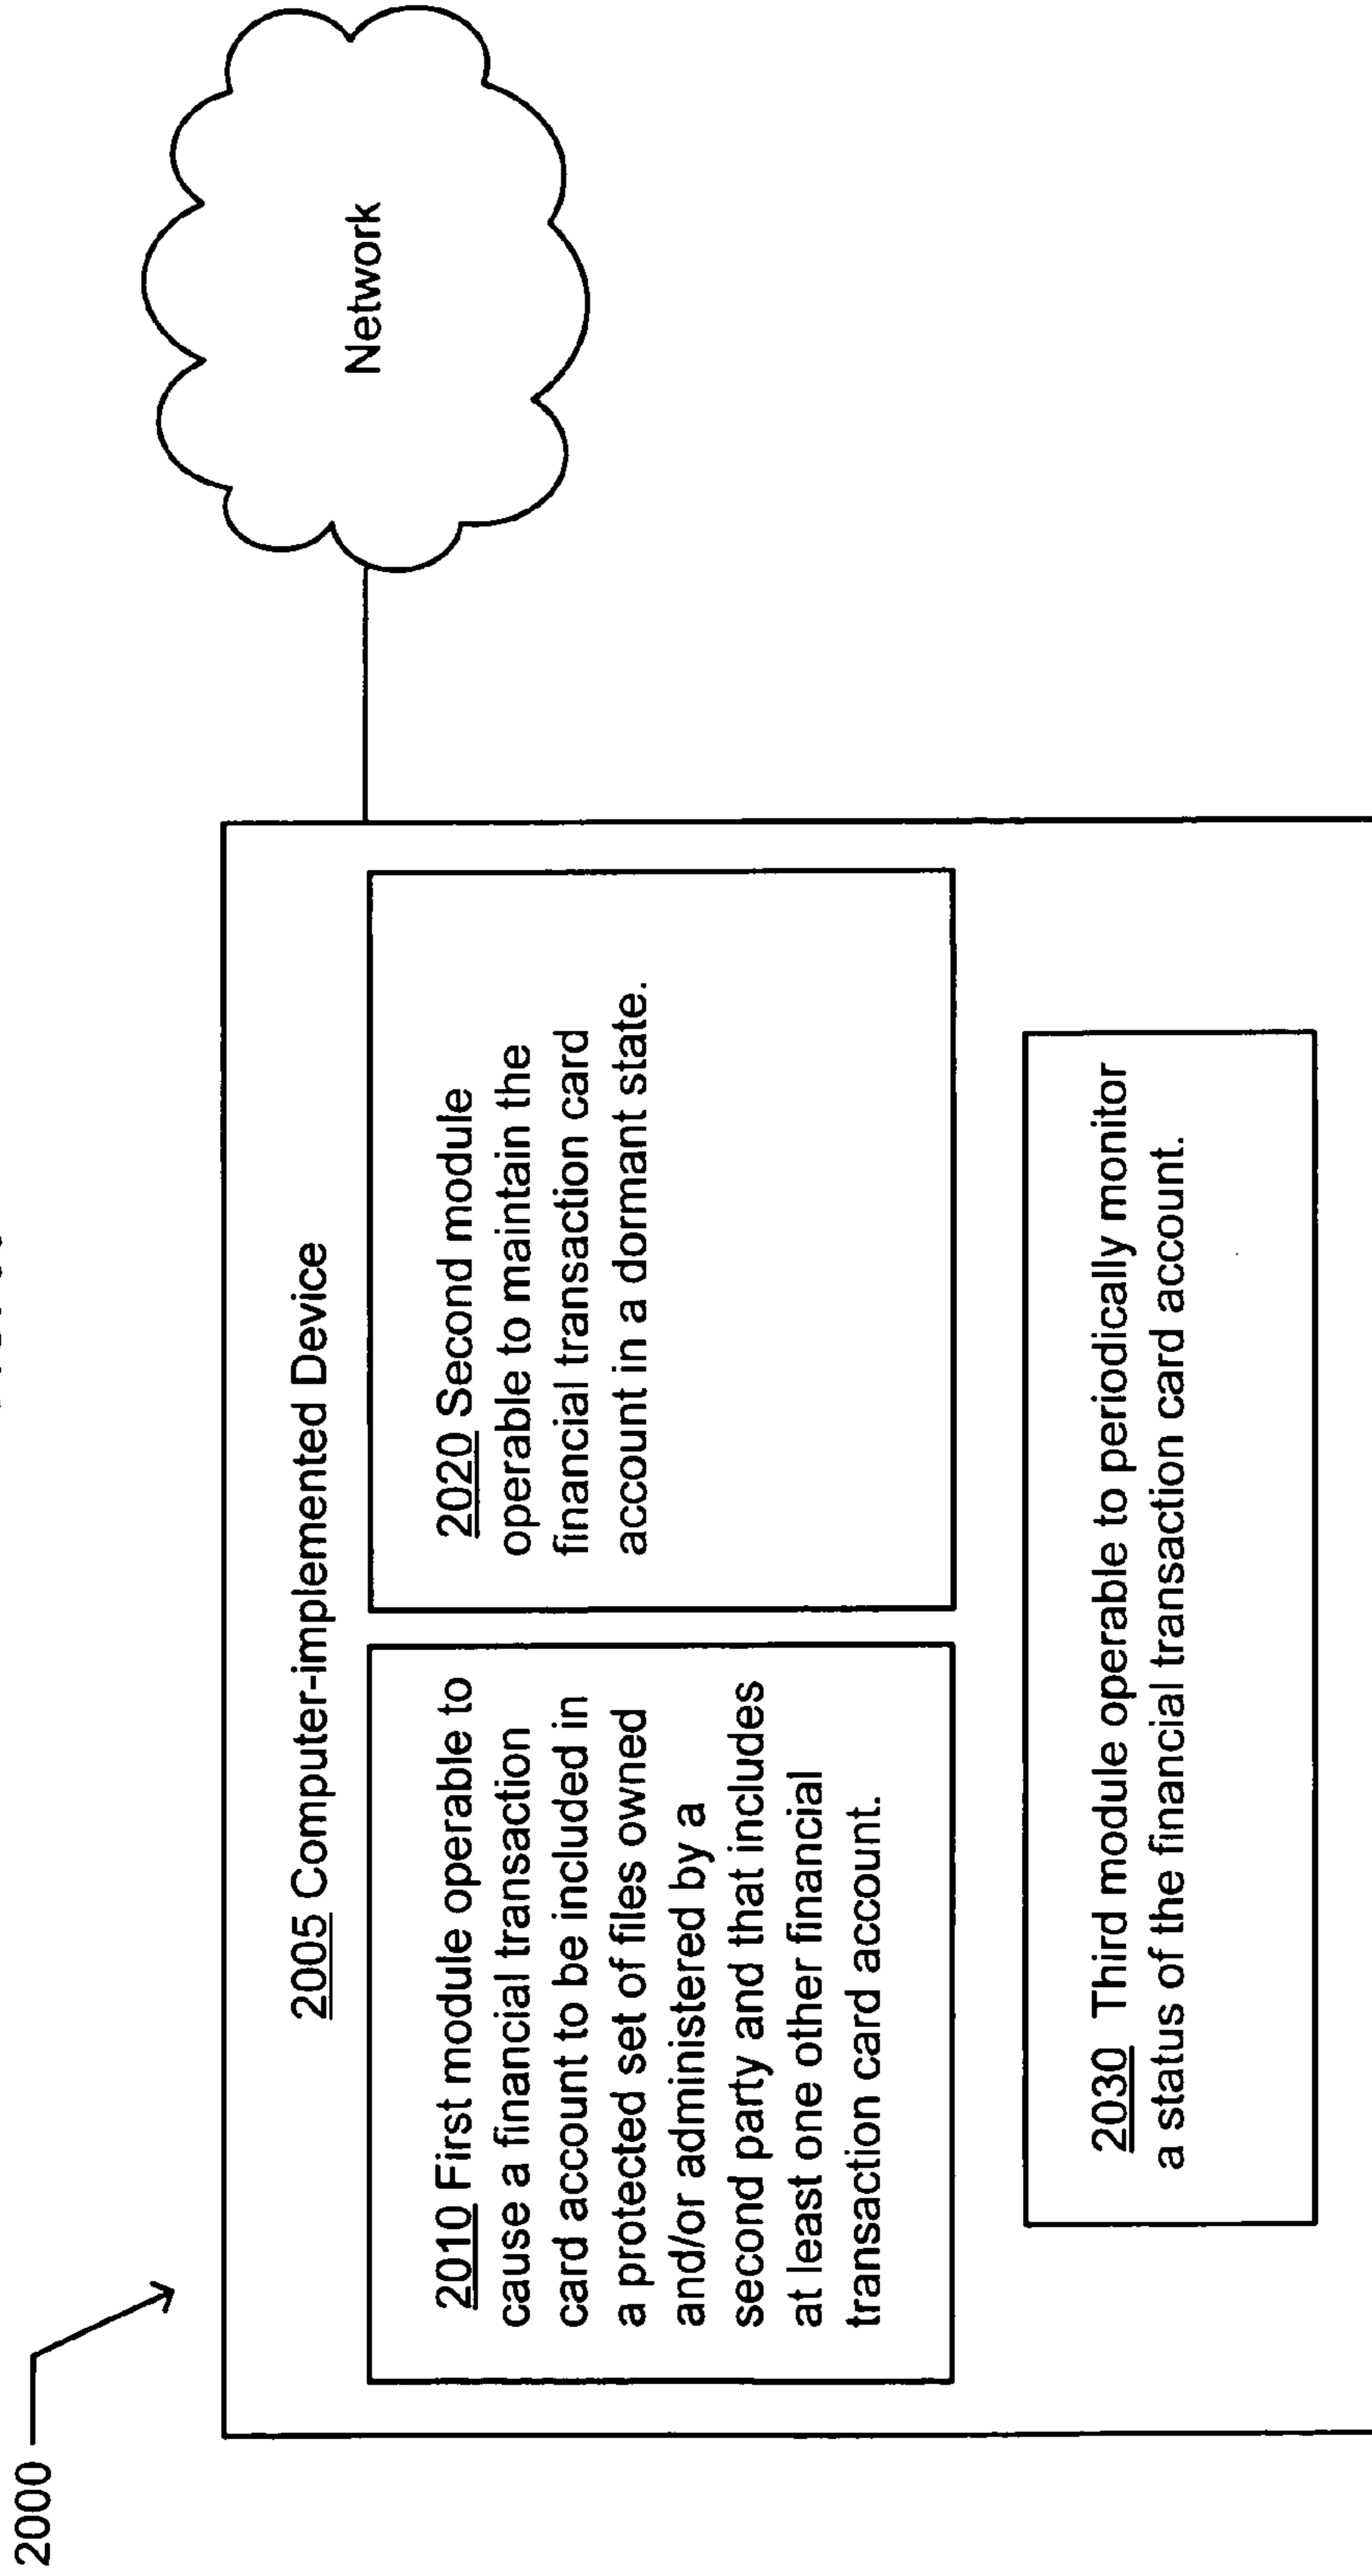 2000
2005 Computer-implemented Device
2010 First module operable to
cause a financial transaction
card account to be included in
a protected set of files owned
and/or administered by a
second party and that includes
at least one other financial
transaction card account.
2020 Second module
operable to maintain the
financial transaction card
account in a dormant state.
2030 Third module operable to periodically monitor
a status of the financial transaction card account.
Network